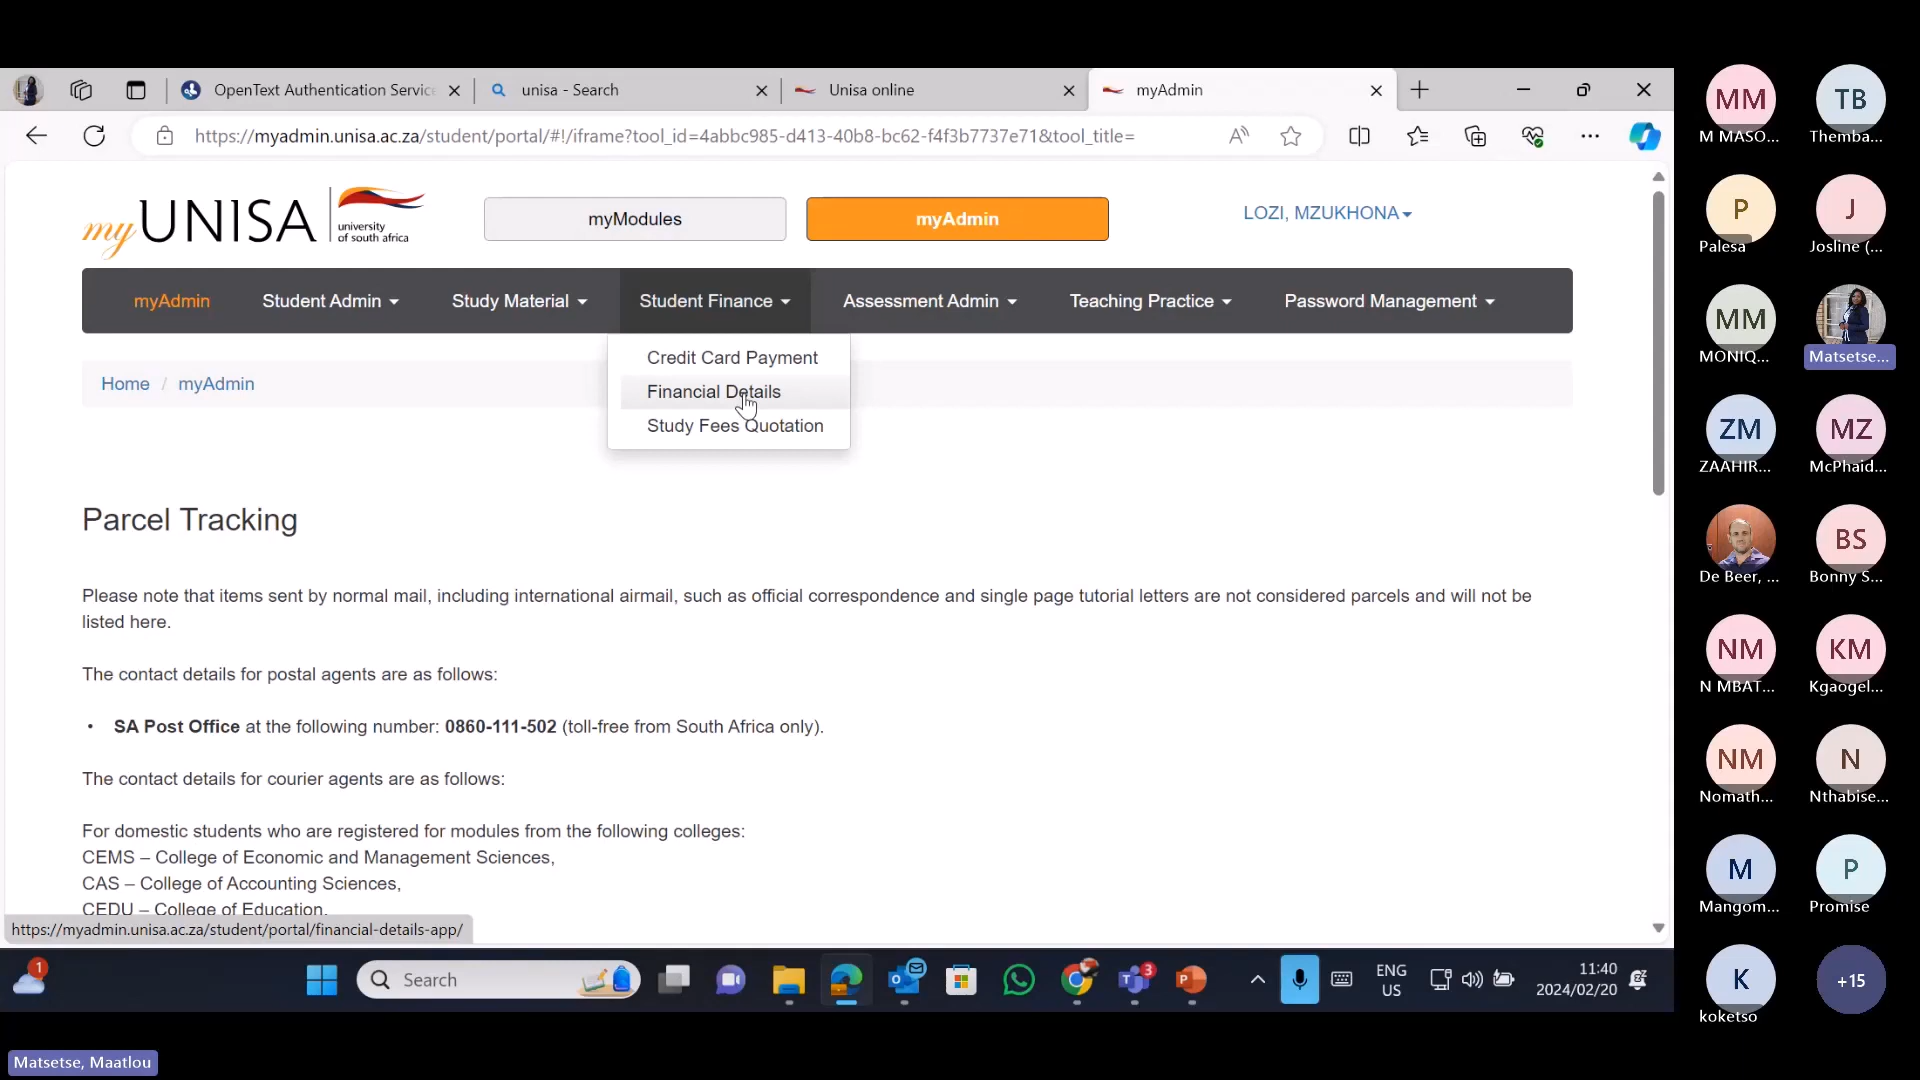 OpenText Authentication Service
unisa - Search
Unisa online
myAdmin
https://myadmin.unisa.ac.za/student/portal/#!/iframe?tool_id=4abbc985-d413-40b8-bc62-f4f3b7737e71&tool_title=
myUNISA
university
of south africa
myModules
myAdmin
LOZI, MZUKHONA
myAdmin
Student Admin
Study Material
Student Finance
Assessment Admin
Teaching Practice
Password Management
Credit Card Payment
Financial Details
Study Fees Quotation
Home / myAdmin
Parcel Tracking
Please note that items sent by normal mail, including international airmail, such as official correspondence and single page tutorial letters are not considered parcels and will not be
listed here.
The contact details for postal agents are as follows:
• SA Post Office at the following number: 0860-111-502 (toll-free from South Africa only).
The contact details for courier agents are as follows:
For domestic students who are registered for modules from the following colleges:
CEMS – College of Economic and Management Sciences,
CAS – College of Accounting Sciences,
CEDU – College of Education,
https://myadmin.unisa.ac.za/student/portal/financial-details-app/
1
Search
3
ENG
US
11:40
2024/02/20
Matsetse, Maatlou
MM
M MASO...
TB
Themba...
P
Palesa
J
Josline (...
MM
MONIQ...
Matsetse...
ZM
ZAAHIR...
MZ
McPhaid...
De Beer, ...
BS
Bonny S...
NM
N MBAT...
KM
Kgaogel...
NM
Nomath...
N
Nthabise...
M
Mangom...
P
Promise
K
koketso
+15